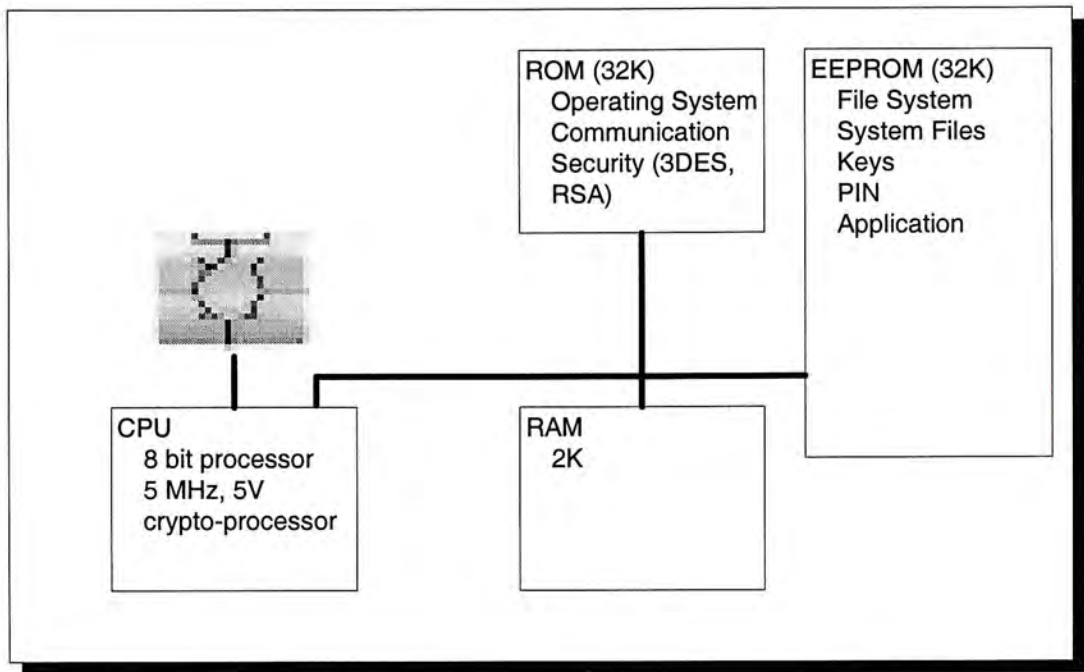 ROM (32K)
Operating System
Communication
Security (3DES,
RSA)
EEPROM (32K)
File System
System Files
Keys
PIN
Application
CPU
8 bit processor
5 MHz, 5V
crypto-processor
RAM
2K